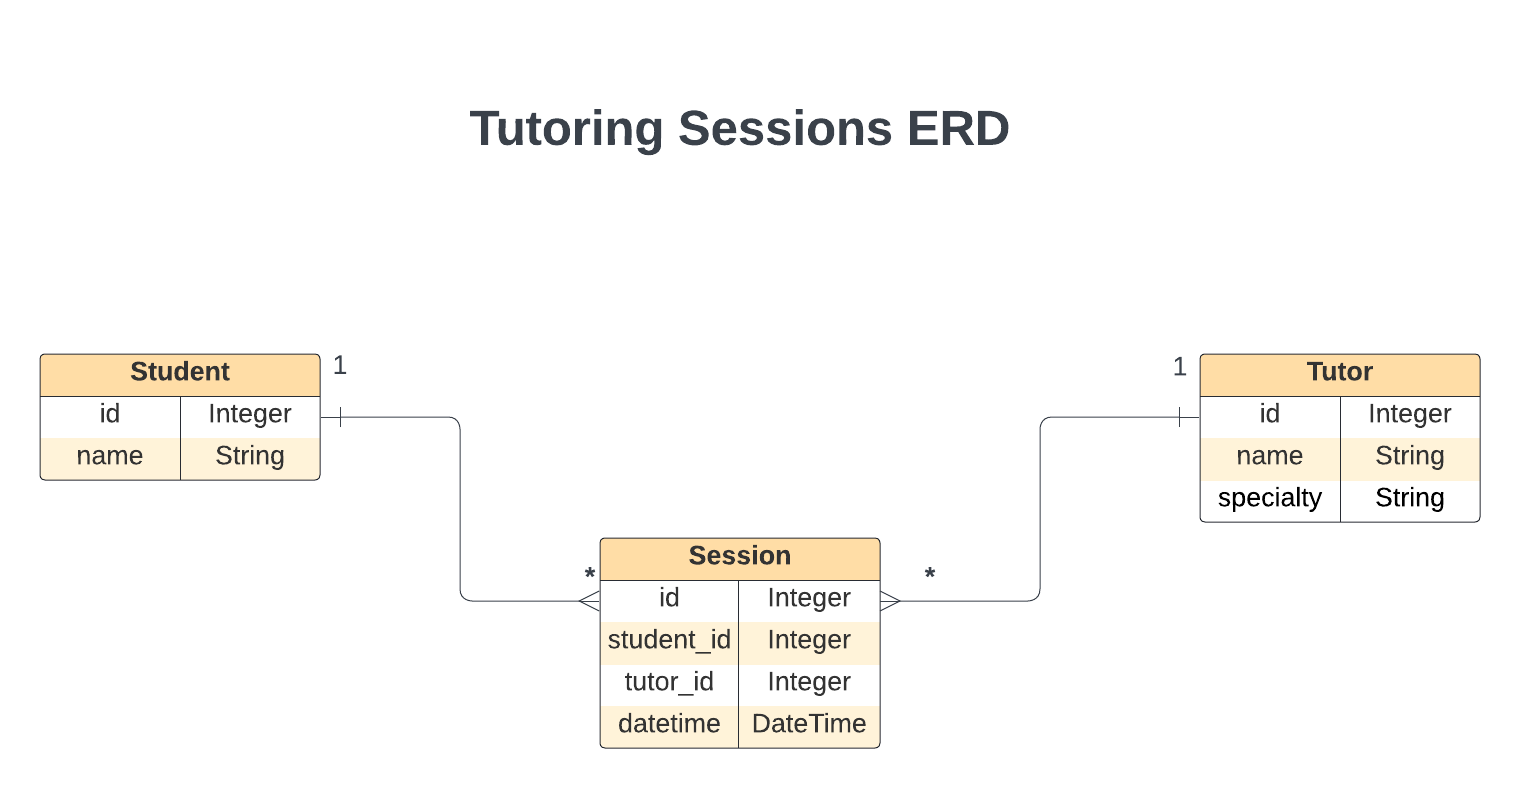 Tutoring Sessions ERD
Student
1
id Integer
name String
1
Tutor
id Integer
name String
specialty String
*
Session
*
id Integer
student_id Integer
tutor_id Integer
datetime DateTime